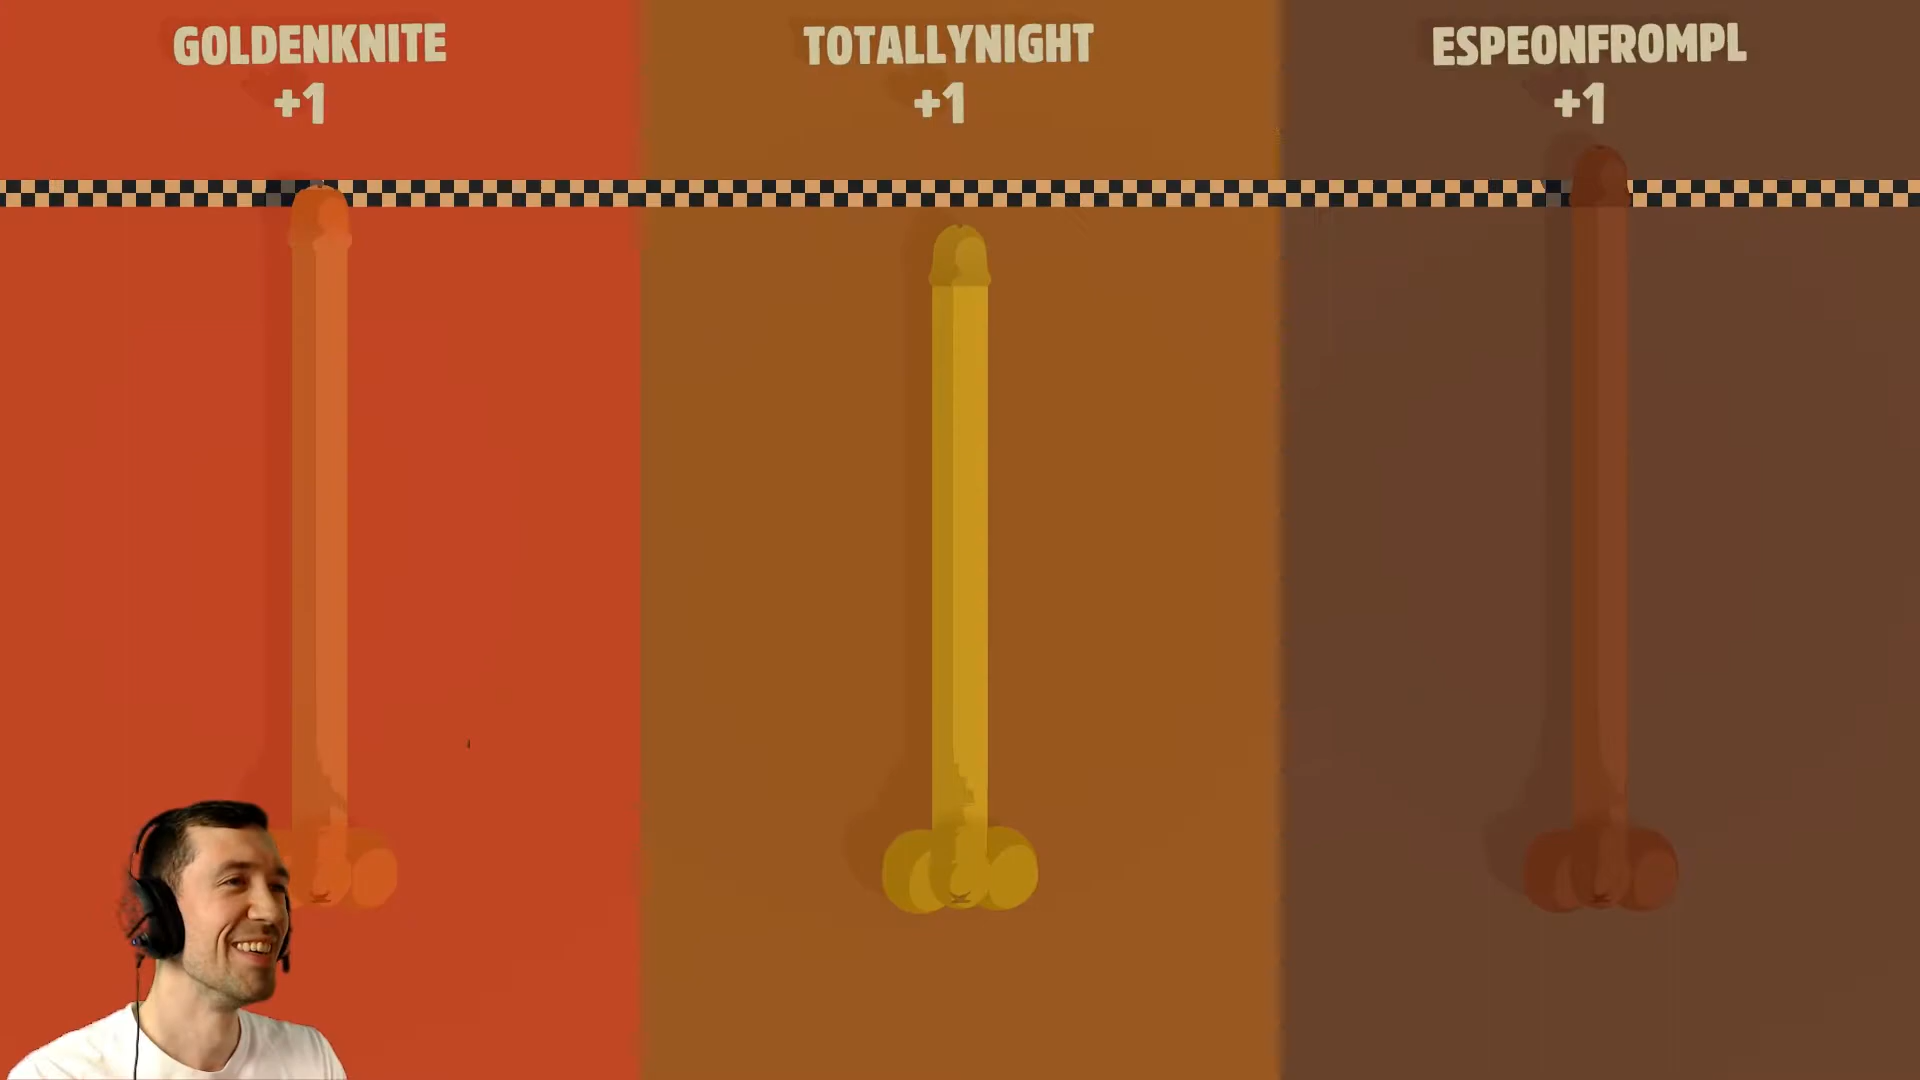 GOLDENKNITE
+1
TOTALLYNIGHT
+1
ESPEONFROMPL
+1